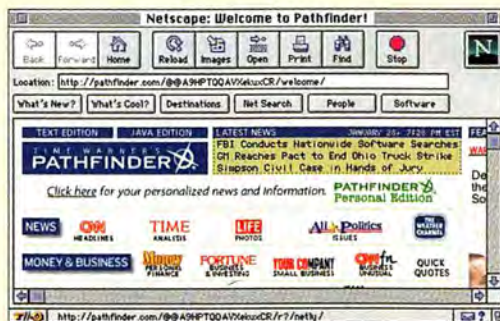 Netscape: Welcome to Pathfinder!
Back Forward Home Reload Images Open Print Find Stop N
Location: http://pathfinder.com/@@A9HPTQQAVXekuxCR/welcome/
What's New? What's Cool? Destinations Net Search People Software
TEXT EDITION JAVA EDITION LATEST NEWS JANUARY 28, PM EST
FBI Conducts Nationwide Software Searches
GM Reaches Pact to End Ohio Truck Strike
Simpson Civil Case in Hands of Jury
TIME WARNER'S
PATHFINDER
Click here for your personalized news and Information. PATHFINDER
Personal Edition
NEWS CNN HEADLINES TIME ANALYSIS LIFE PHOTOS AllPolitics ISSUES THE WEATHER CHANNEL
MONEY & BUSINESS Money PERSONAL FINANCE FORTUNE BUSINESS & INVESTING YOUR COMPANY SMALL BUSINESS CNNfn BUSINESS UNUSUAL QUICK QUOTES
http://pathfinder.com/@@A9HPTQQAVXekuxCR/r?/netly/